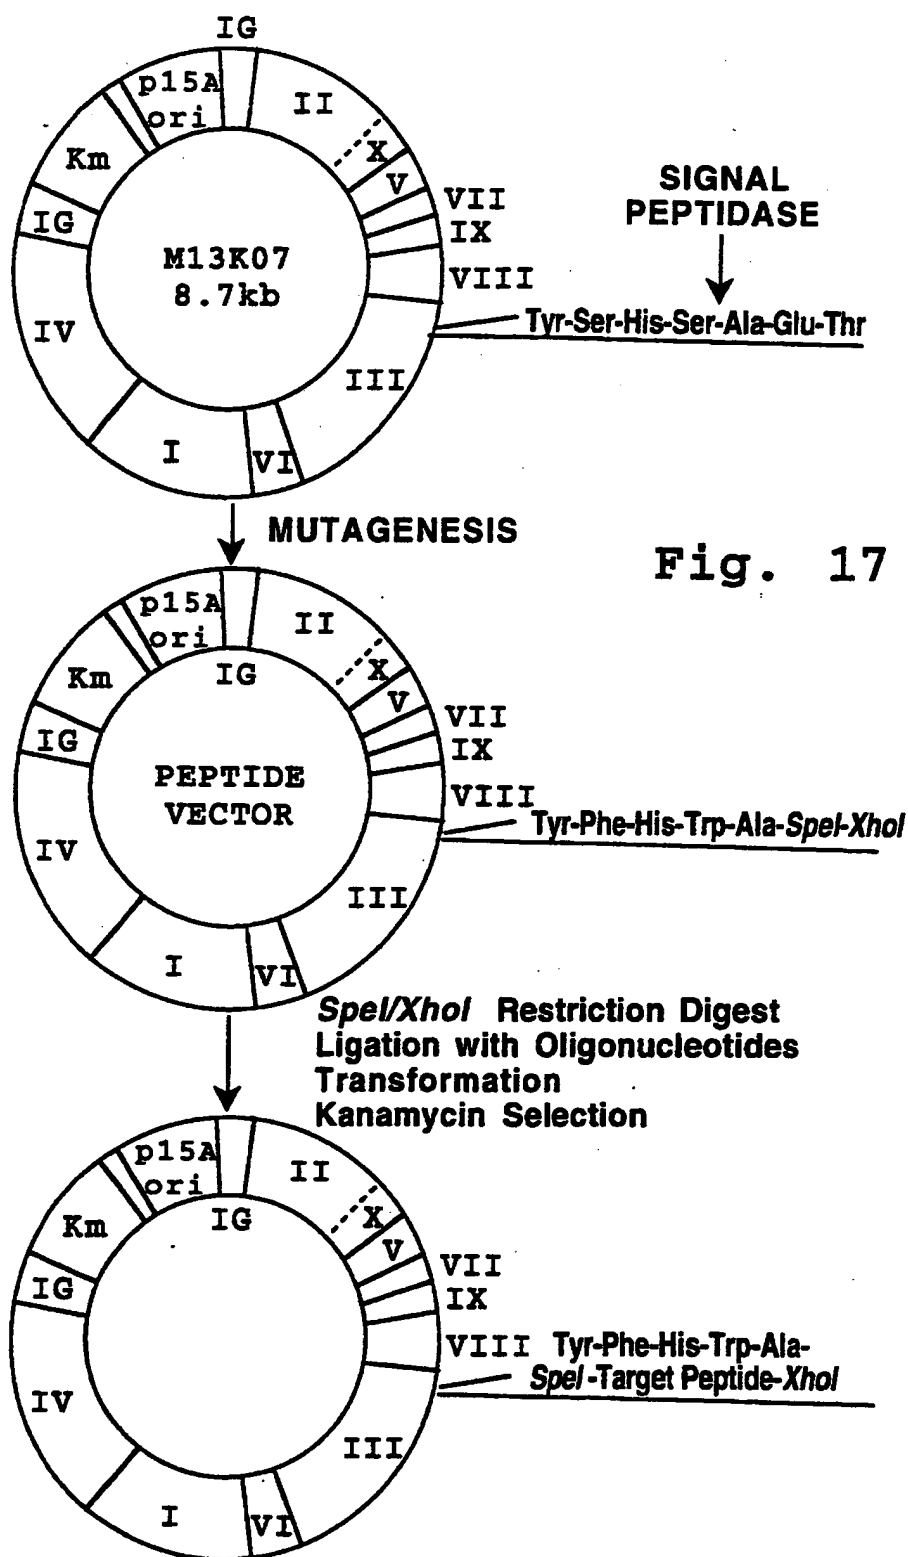 IG
p15A
ori
II
X
V
VII
IX
VIII
Km
IG
IV
M13K07
8.7kb
SIGNAL
PEPTIDASE
Tyr-Ser-His-Ser-Ala-Glu-Thr
III
VI
I
MUTAGENESIS
Fig. 17
p15A
ori
IG
II
X
V
VII
IX
VIII
Km
IG
IV
PEPTIDE
VECTOR
Tyr-Phe-His-Trp-Ala-SpeI-XhoI
III
VI
I
SpeI/XhoI Restriction Digest
Ligation with Oligonucleotides
Transformation
Kanamycin Selection
p15A
ori
IG
II
X
V
VII
IX
VIII
Km
IG
IV
Tyr-Phe-His-Trp-Ala-
SpeI-Target Peptide-XhoI
III
VI
I